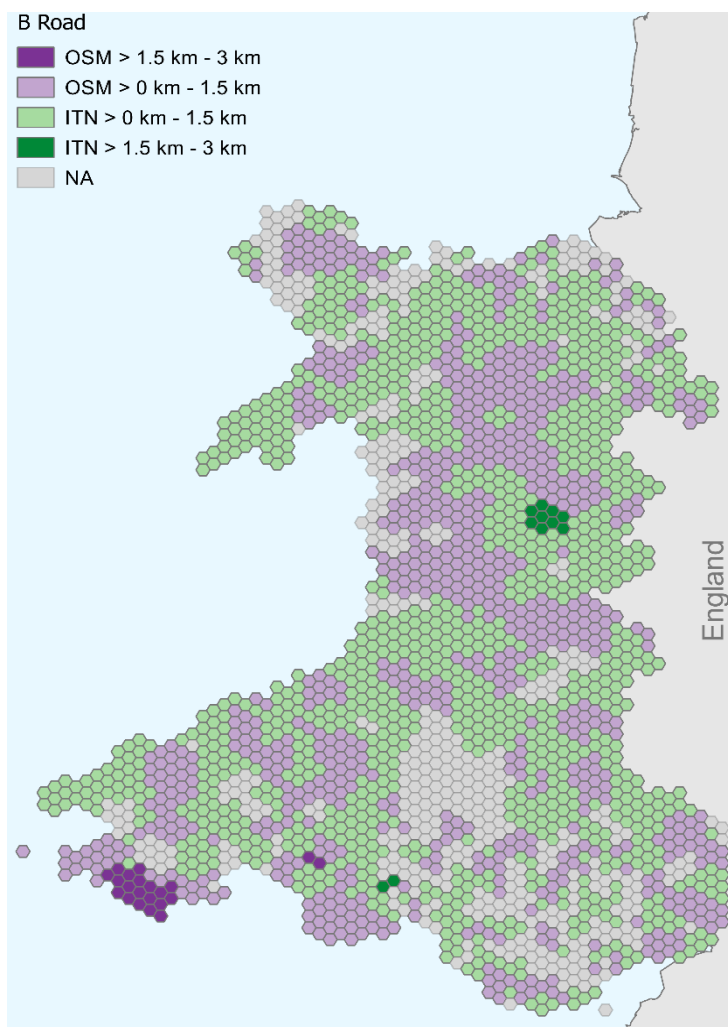 B Road
OSM > 1.5 km - 3 km
OSM > 0 km - 1.5 km
ITN > 0 km - 1.5 km
ITN > 1.5 km - 3 km
NA
England